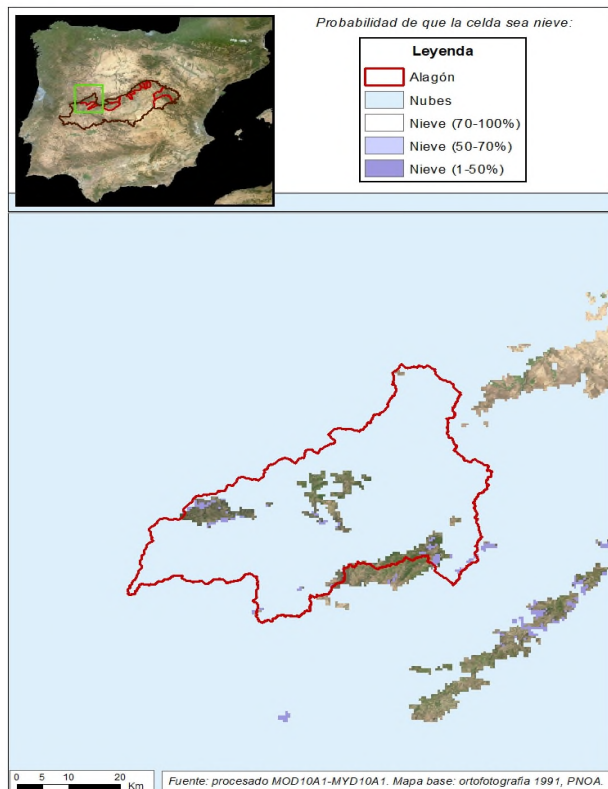 Probabilidad de que la celda sea nieve:
Leyenda
Alagón
Nubes
Nieve (70-100%)
Nieve (50-70%)
Nieve (1-50%)
0 5 10 20
Km
Fuente: procesado MOD10A1-MYD10A1. Mapa base: ortofotografia 1991, PNOA.